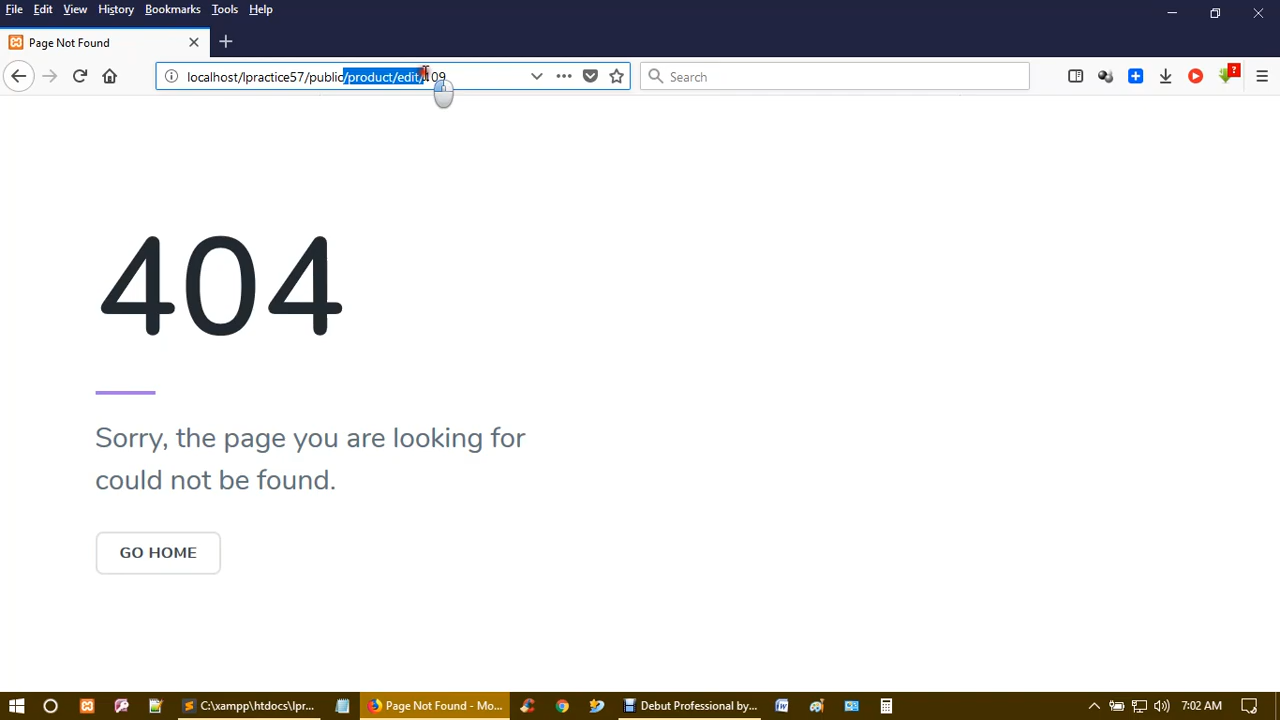 File Edit View History Bookmarks Tools Help
Page Not Found
localhost/lpractice57/public/product/edit/109
Search
?
404
Sorry, the page you are looking for
could not be found.
GO HOME
C:\xampp\htdocs\lpr...
Page Not Found - Mo...
Debut Professional by...
7:02 AM